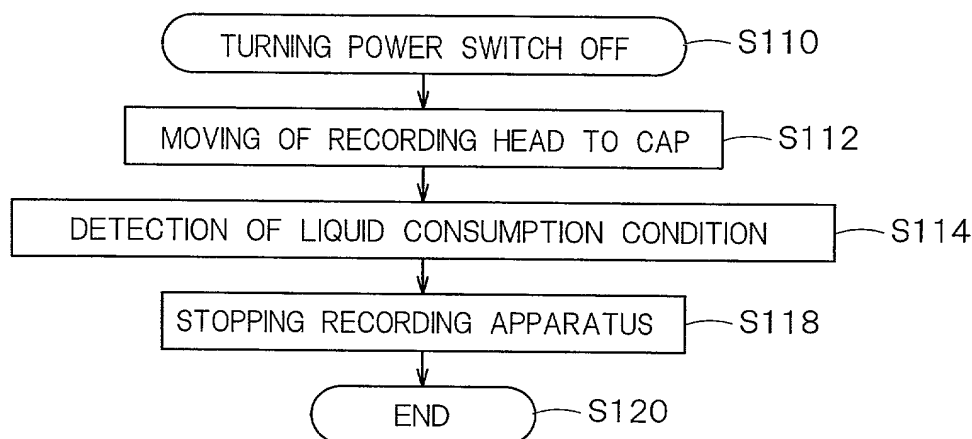 TURNING POWER SWITCH OFF S110
MOVING OF RECORDING HEAD TO CAP S112
DETECTION OF LIQUID CONSUMPTION CONDITION S114
STOPPING RECORDING APPARATUS S118
END S120